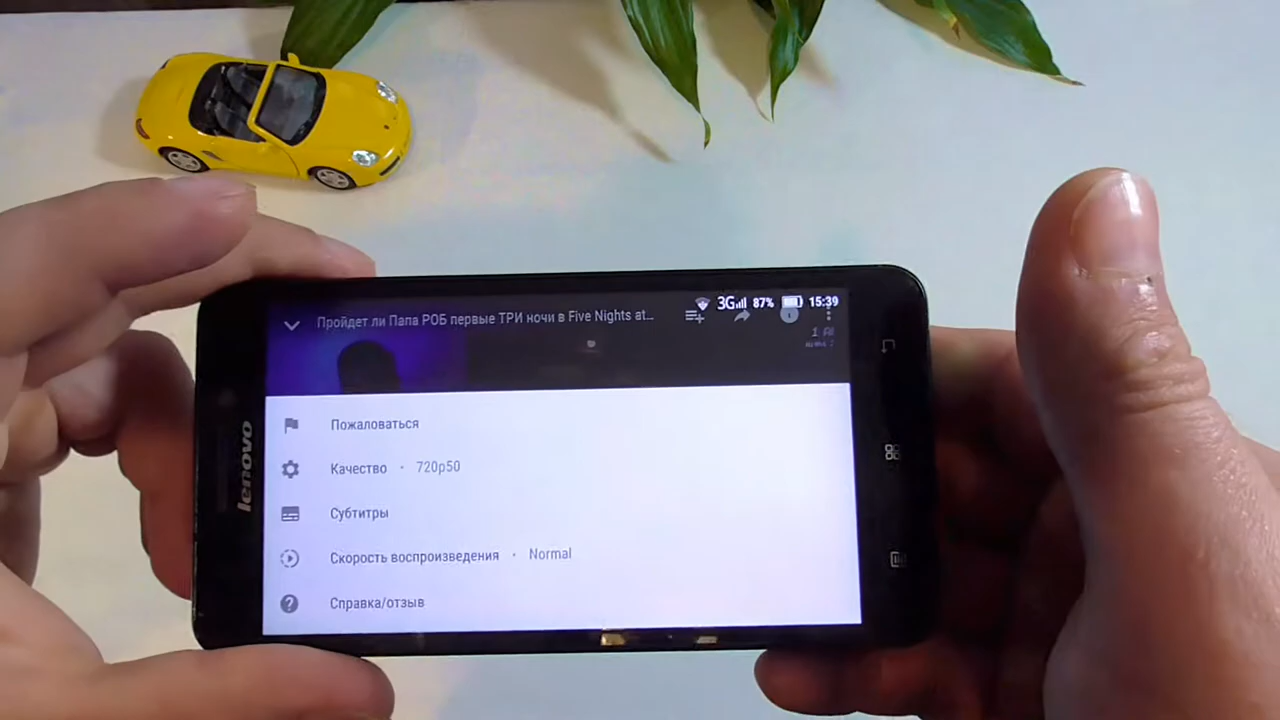 3G 87% 15:39
Пройдет ли Папа РОБ первые ТРИ ночи в Five Nights at...
lenovo
Пожаловаться
Качество · 720p50
Субтитры
Скорость воспроизведения · Normal
Справка/отзыв